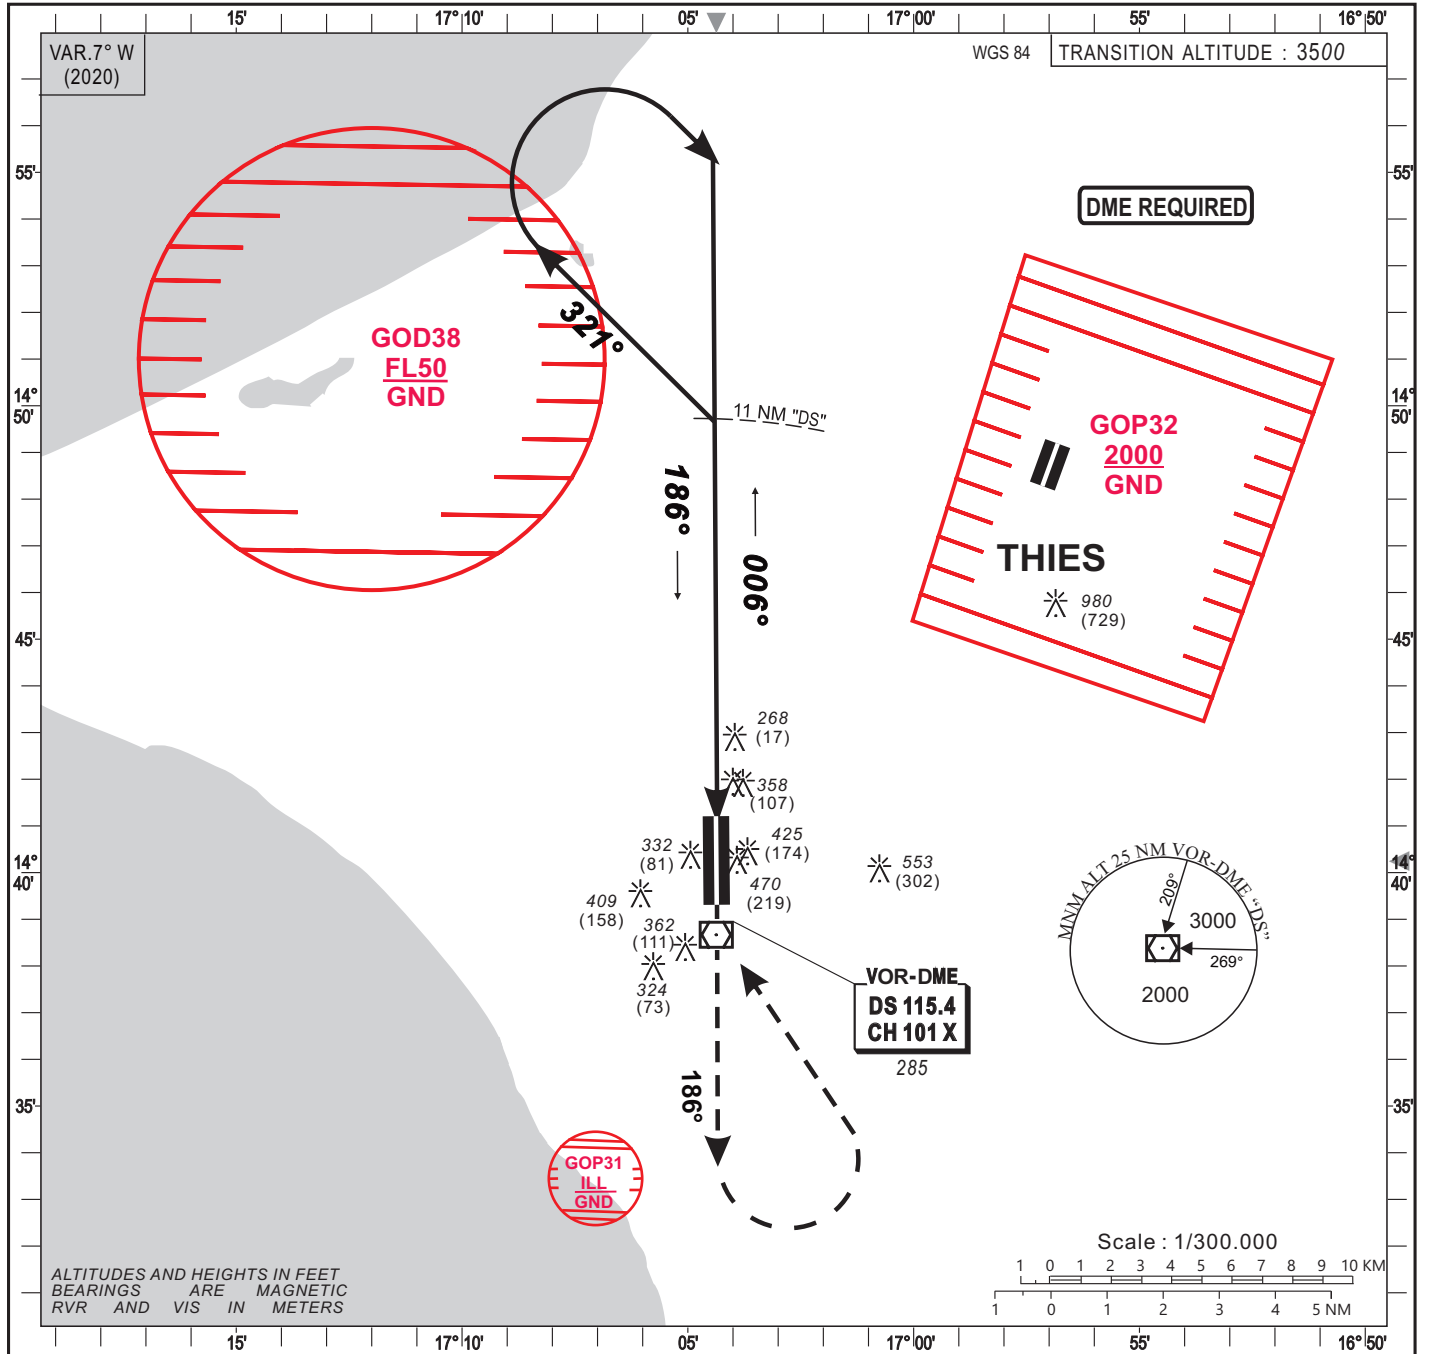 15'
17°10'
05'
17°00'
55'
16°50'
VAR.7° W
(2020)
WGS 84
TRANSITION ALTITUDE : 3500
55'
55'
DME REQUIRED
321°
GOD38
FL50
GND
14°
50'
14°
50'
11 NM "DS"
GOP32
2000
GND
186°
006°
THIES
980
(729)
45'
45'
268
(17)
358
(107)
332
(81)
425
(174)
470
(219)
553
(302)
409
(158)
362
(111)
324
(73)
14°
40'
14°
40'
MNM ALT 25 NM VOR-DME "DS"
209°
3000
269°
2000
VOR-DME
DS 115.4
CH 101 X
285
186°
35'
35'
GOP31
ILL
GND
Scale : 1/300.000
1 0 1 2 3 4 5 6 7 8 9 10 KM
1 0 1 2 3 4 5 NM
ALTITUDES AND HEIGHTS IN FEET
BEARINGS ARE MAGNETIC
RVR AND VIS IN METERS
15'
17°10'
05'
17°00'
55'
16°50'